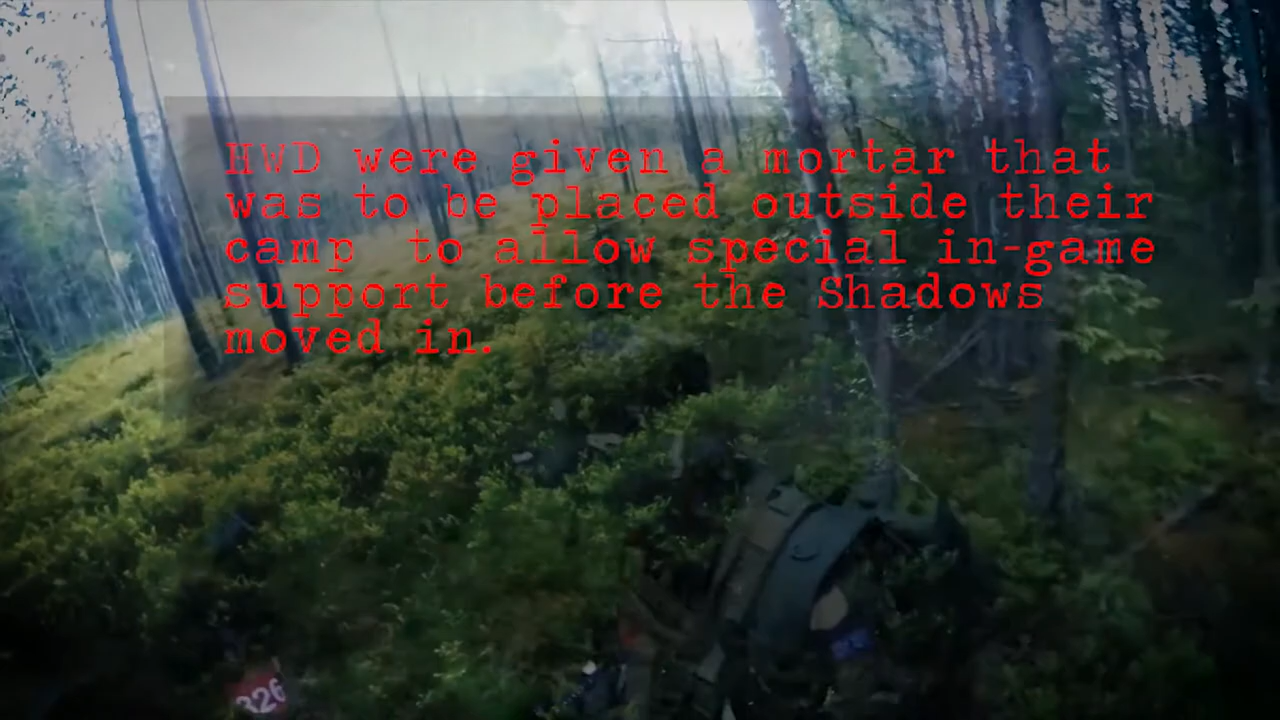 HWD were given a mortar that
was to be placed outside their
camp  to allow special in-game
support before the Shadows
moved in.
326